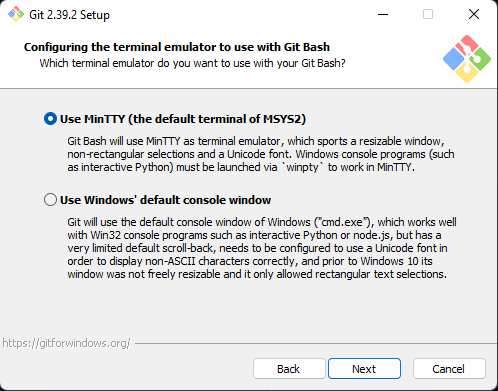 Git 2.39.2 Setup
Configuring the terminal emulator to use with Git Bash
Which terminal emulator do you want to use with your Git Bash?
Use MinTTY (the default terminal of MSYS2)
Git Bash will use MinTTY as terminal emulator, which sports a resizable window,
non-rectangular selections and a Unicode font. Windows console programs (such
as interactive Python) must be launched via `winpty` to work in MinTTY.
Use Windows' default console window
Git will use the default console window of Windows ("cmd.exe"), which works well
with Win32 console programs such as interactive Python or node.js, but has a
very limited default scroll-back, needs to be configured to use a Unicode font in
order to display non-ASCII characters correctly, and prior to Windows 10 its
window was not freely resizable and it only allowed rectangular text selections.
https://gitforwindows.org/
Back Next Cancel